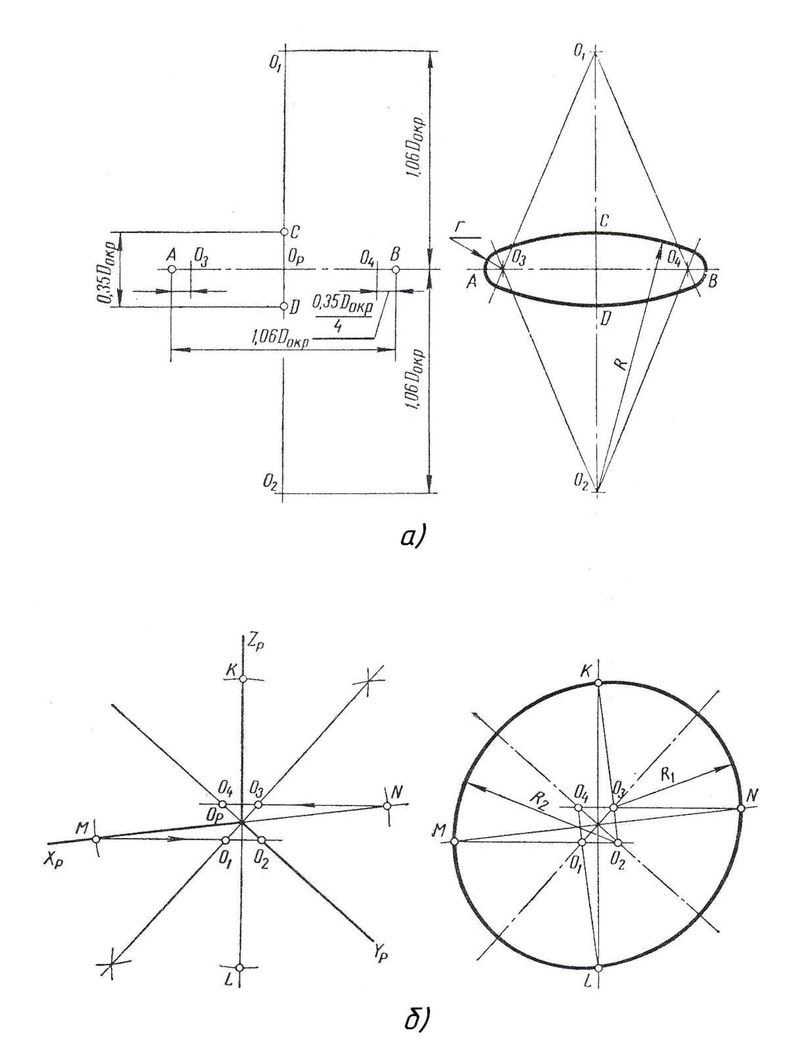 O₁
1,06Dокр
C
0,35Dокр
A O₃ Oₚ O₄ B
D
0,35Dокр
4
1,06Dокр
1,06Dокр
O₂
O₁
C
r
O₃ O₄
A B
D
R
O₂
а)
Zₚ
K
O₄ O₃
N
Oₚ
M
Xₚ
O₁ O₂
Yₚ
L
K
R₁
O₄ O₃
N
R₂
M
O₁ O₂
L
б)